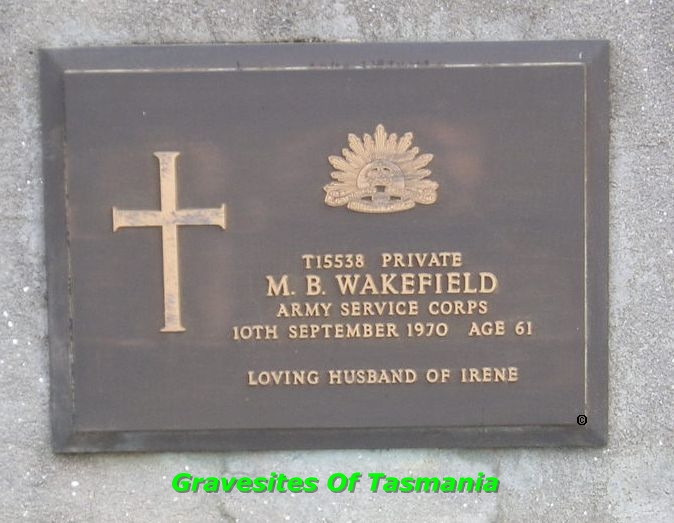 T15538 PRIVATE
M. B. WAKEFIELD
ARMY SERVICE CORPS
10TH SEPTEMBER 1970 AGE 61
LOVING HUSBAND OF IRENE
©
Gravesites Of Tasmania